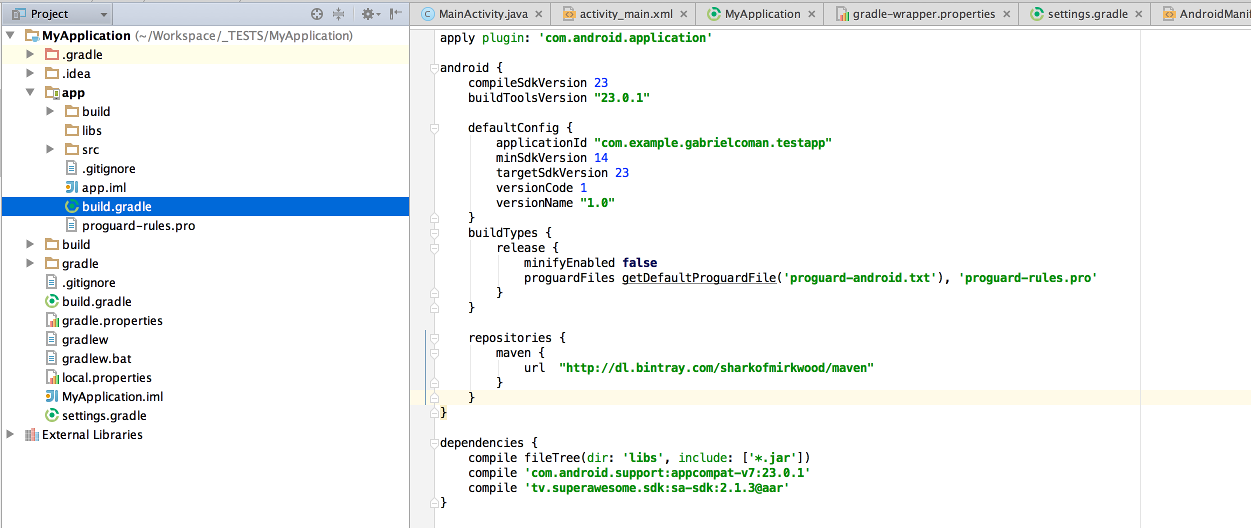 Project
MyApplication (~/Workspace/_TESTS/MyApplication)
.gradle
.idea
app
build
libs
src
.gitignore
app.iml
build.gradle
proguard-rules.pro
build
gradle
.gitignore
build.gradle
gradle.properties
gradlew
gradlew.bat
local.properties
MyApplication.iml
settings.gradle
External Libraries
MainActivity.java activity_main.xml MyApplication gradle-wrapper.properties settings.gradle AndroidMani
apply plugin: 'com.android.application'
android {
compileSdkVersion 23
buildToolsVersion "23.0.1"
defaultConfig {
applicationId "com.example.gabrielcoman.testapp"
minSdkVersion 14
targetSdkVersion 23
versionCode 1
versionName "1.0"
}
buildTypes {
release {
minifyEnabled false
proguardFiles getDefaultProguardFile('proguard-android.txt'), 'proguard-rules.pro'
}
}
repositories {
maven {
url "http://dl.bintray.com/sharkofmirkwood/maven"
}
}
}
dependencies {
compile fileTree(dir: 'libs', include: ['*.jar'])
compile 'com.android.support:appcompat-v7:23.0.1'
compile 'tv.superawesome.sdk:sa-sdk:2.1.3@aar'
}